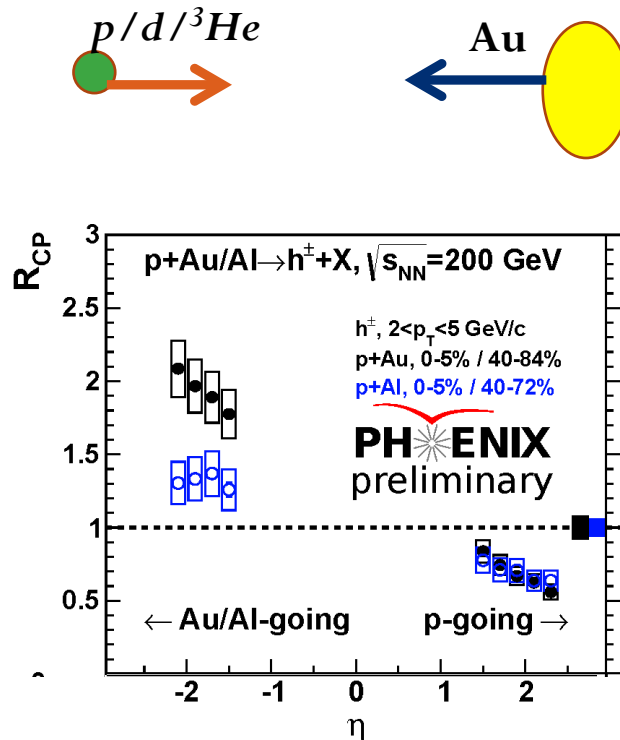 p/d/³He
Au
R_CP
3
2.5
2
1.5
1
0.5
p+Au/Al→h±+X, √s_NN=200 GeV
h±, 2<p_T<5 GeV/c
p+Au, 0-5% / 40-84%
p+Al, 0-5% / 40-72%
PHENIX
preliminary
← Au/Al-going
p-going →
-2 -1 0 1 2
η